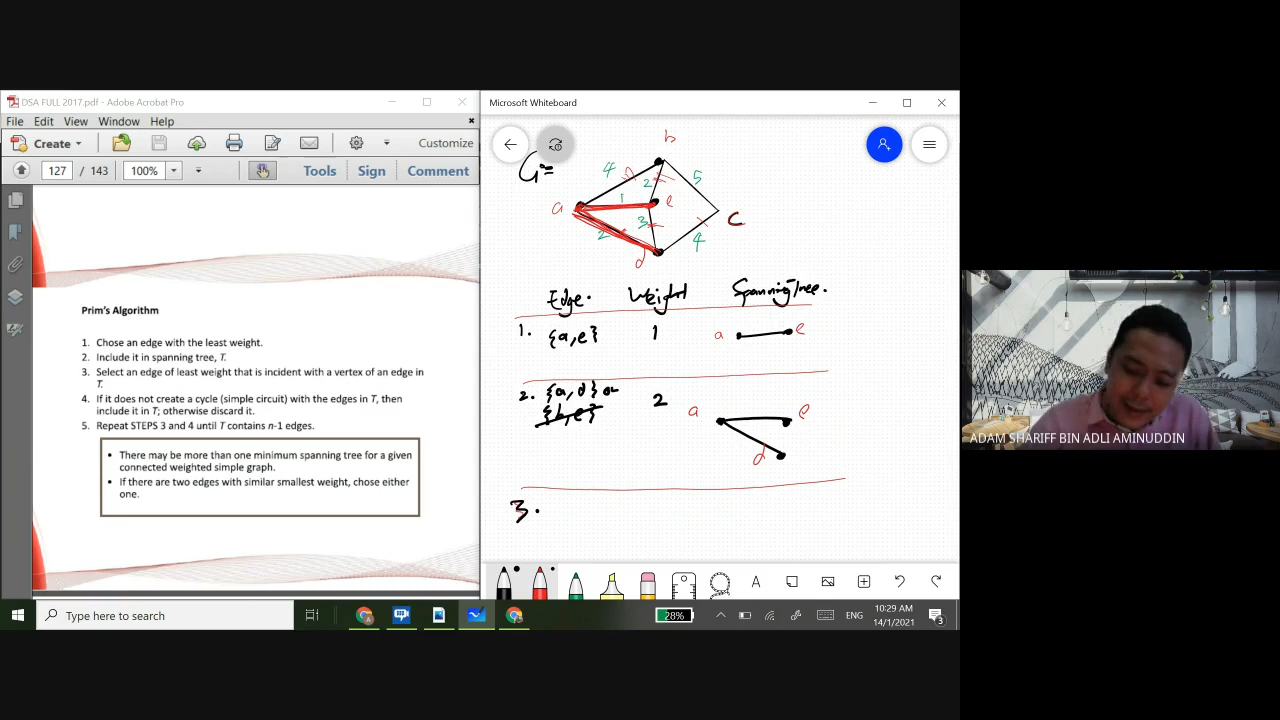 DSA FULL 2017.pdf - Adobe Acrobat Pro
File Edit View Window Help
Create
Customize
127 / 143 100%
Tools Sign Comment
Prim's Algorithm
1. Chose an edge with the least weight.
2. Include it in spanning tree, T.
3. Select an edge of least weight that is incident with a vertex of an edge in
T.
4. If it does not create a cycle (simple circuit) with the edges in T, then
include it in T; otherwise discard it.
5. Repeat STEPS 3 and 4 until T contains n-1 edges.
• There may be more than one minimum spanning tree for a given
connected weighted simple graph.
• If there are two edges with similar smallest weight, chose either
one.
Microsoft Whiteboard
G=
b
4
2
5
a
1
e
c
2
3
4
d
Edge. Weight Spanning Tree.
1. {a,e} 1 a e
2. {a,d} or
{b,e} 2 a e
d
3.
ADAM SHARIFF BIN ADLI AMINUDDIN
Type here to search
28%
ENG
10:29 AM
14/1/2021
3